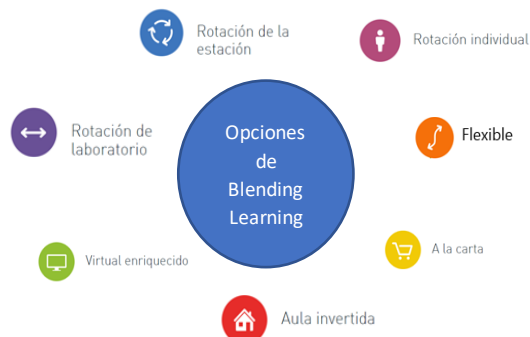 Rotación de la
estación
Rotación individual
Rotación de
laboratorio
Opciones
de
Blending
Learning
Flexible
Virtual enriquecido
A la carta
Aula invertida